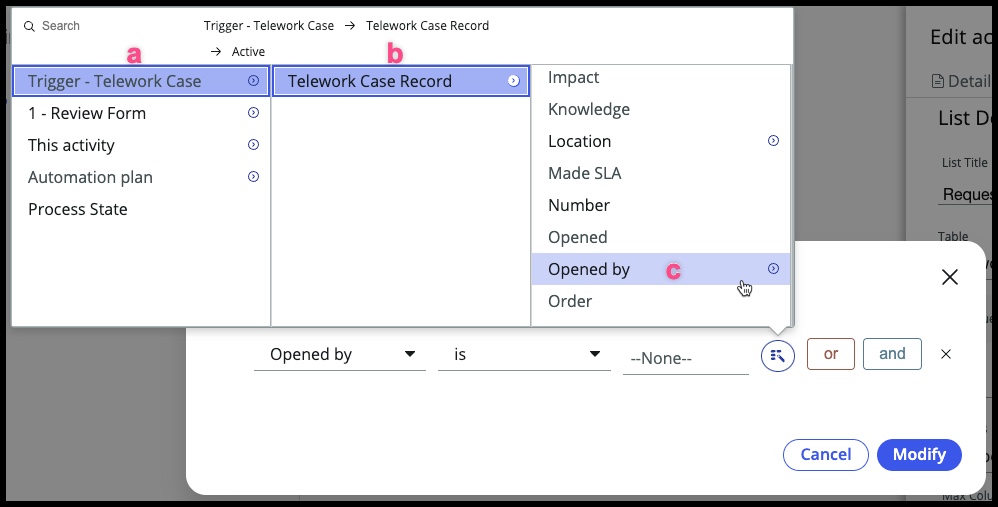 Search
Trigger - Telework Case → Telework Case Record
→ Active
a
b
Trigger - Telework Case
1 - Review Form
This activity
Automation plan
Process State
Telework Case Record
Impact
Knowledge
Location
Made SLA
Number
Opened
Opened by
c
Order
Edit ac
Detail
List De
List Title
Reques
Table
Opened by
is
--None--
or
and
Cancel
Modify
Max Colu